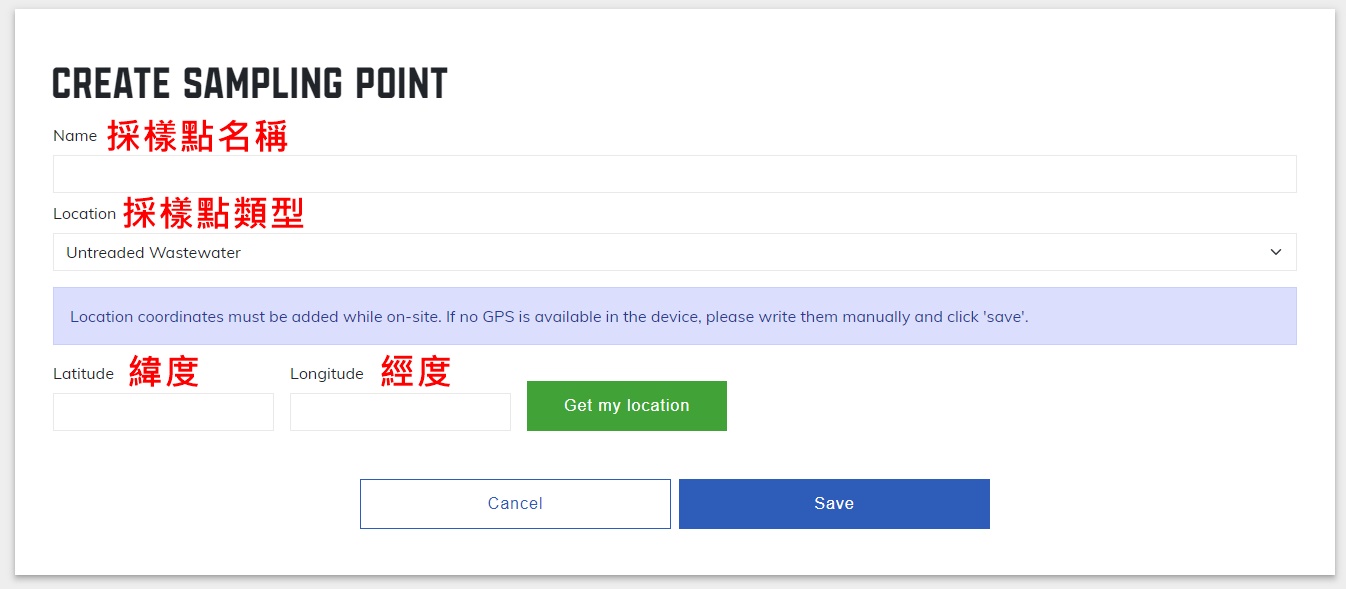 CREATE SAMPLING POINT
Name 採樣點名稱
Location 採樣點類型
Untreaded Wastewater
Location coordinates must be added while on-site. If no GPS is available in the device, please write them manually and click 'save'.
Latitude 緯度 Longitude 經度
Get my location
Cancel Save